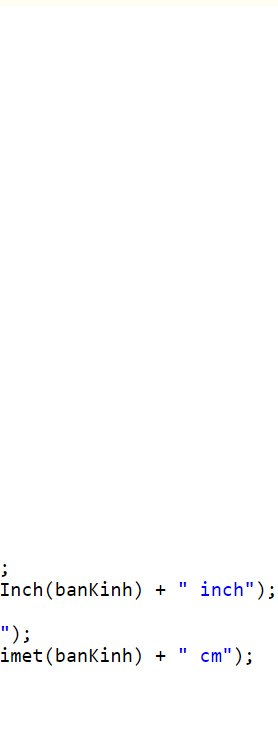 ;
Inch(banKinh) + " inch");
");
imet(banKinh) + " cm");